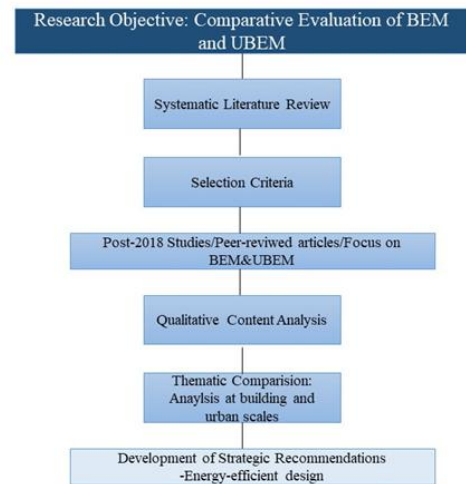 Research Objective: Comparative Evaluation of BEM
and UBEM
Systematic Literature Review
Selection Criteria
Post-2018 Studies/Peer-reviwed articles/Focus on
BEM&UBEM
Qualitative Content Analysis
Thematic Comparision:
Anaylsis at building and
urban scales
Development of Strategic Recommendations
-Energy-efficient design